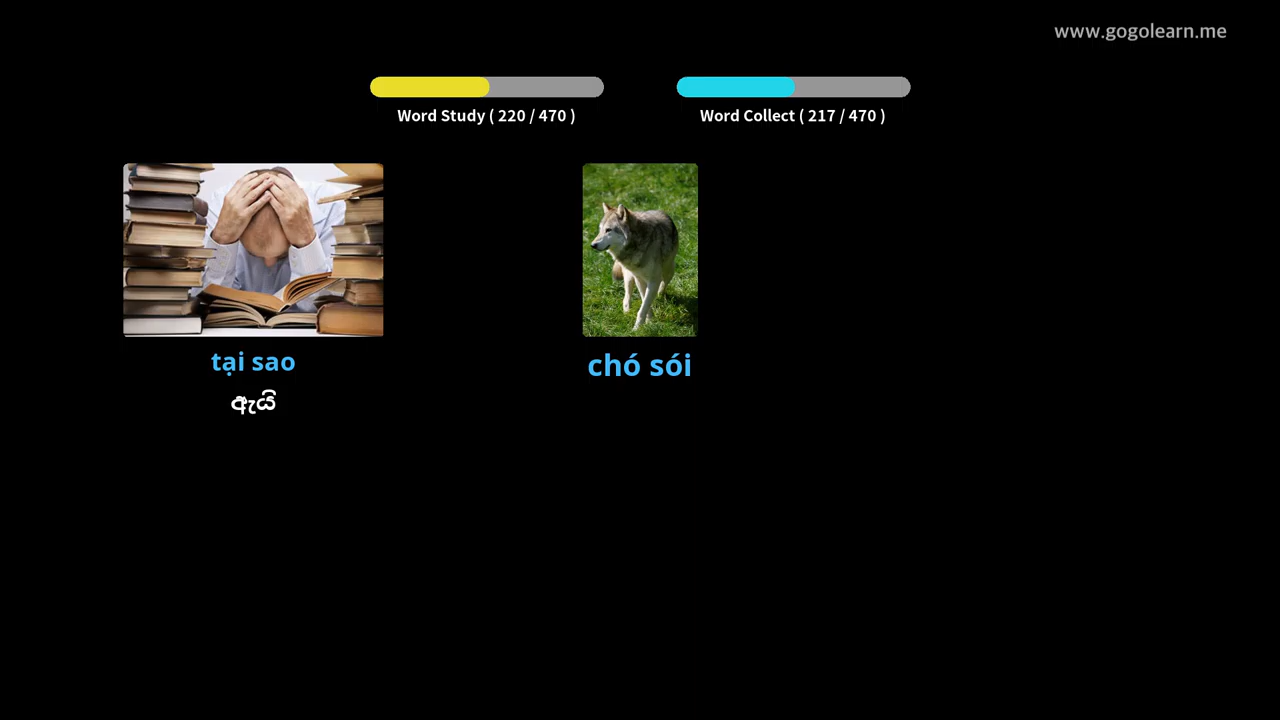 www.gogolearn.me
Word Study ( 220 / 470 )
Word Collect ( 217 / 470 )
tại sao
ඇයි
chó sói